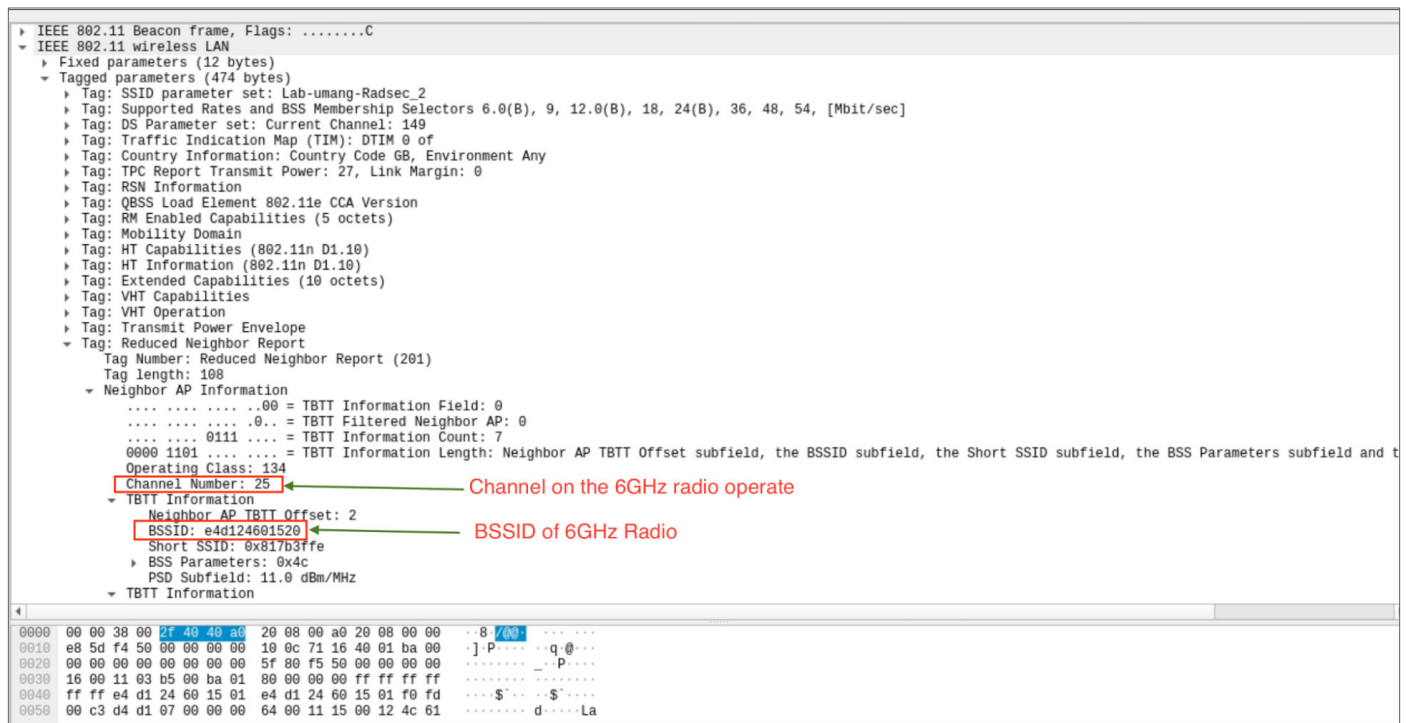 IEEE 802.11 Beacon frame, Flags: ........C
IEEE 802.11 wireless LAN
Fixed parameters (12 bytes)
Tagged parameters (474 bytes)
Tag: SSID parameter set: Lab-umang-Radsec_2
Tag: Supported Rates and BSS Membership Selectors 6.0(B), 9, 12.0(B), 18, 24(B), 36, 48, 54, [Mbit/sec]
Tag: DS Parameter set: Current Channel: 149
Tag: Traffic Indication Map (TIM): DTIM 0 of
Tag: Country Information: Country Code GB, Environment Any
Tag: TPC Report Transmit Power: 27, Link Margin: 0
Tag: RSN Information
Tag: QBSS Load Element 802.11e CCA Version
Tag: RM Enabled Capabilities (5 octets)
Tag: Mobility Domain
Tag: HT Capabilities (802.11n D1.10)
Tag: HT Information (802.11n D1.10)
Tag: Extended Capabilities (10 octets)
Tag: VHT Capabilities
Tag: VHT Operation
Tag: Transmit Power Envelope
Tag: Reduced Neighbor Report
Tag Number: Reduced Neighbor Report (201)
Tag length: 108
Neighbor AP Information
.... .... .... ..00 = TBTT Information Field: 0
.... .... .... .0.. = TBTT Filtered Neighbor AP: 0
.... .... 0111 .... = TBTT Information Count: 7
0000 1101 .... .... = TBTT Information Length: Neighbor AP TBTT Offset subfield, the BSSID subfield, the Short SSID subfield, the BSS Parameters subfield and t
Operating Class: 134
Channel Number: 25 Channel on the 6GHz radio operate
TBTT Information
Neighbor AP TBTT Offset: 2
BSSID: e4d124601520 BSSID of 6GHz Radio
Short SSID: 0x817b3ffe
BSS Parameters: 0x4c
PSD Subfield: 11.0 dBm/MHz
TBTT Information
0000 00 00 38 00 2f 40 40 a0 20 08 00 a0 20 08 00 00 ··8·/@@· ··· ···
0010 e8 5d f4 50 00 00 00 00 10 0c 71 16 40 01 ba 00 ·]·P···· ··q·@···
0020 00 00 00 00 00 00 00 00 5f 80 f5 50 00 00 00 00 ········ _··P····
0030 16 00 11 03 b5 00 ba 01 80 00 00 00 ff ff ff ff ········ ········
0040 ff ff e4 d1 24 60 15 01 e4 d1 24 60 15 01 f0 fd ····$`·· ··$`····
0050 00 c3 d4 d1 07 00 00 00 64 00 11 15 00 12 4c 61 ········ d·····La